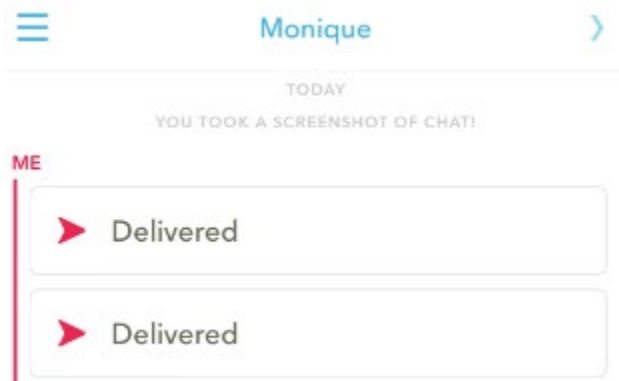 Monique
TODAY
YOU TOOK A SCREENSHOT OF CHAT!
ME
Delivered
Delivered